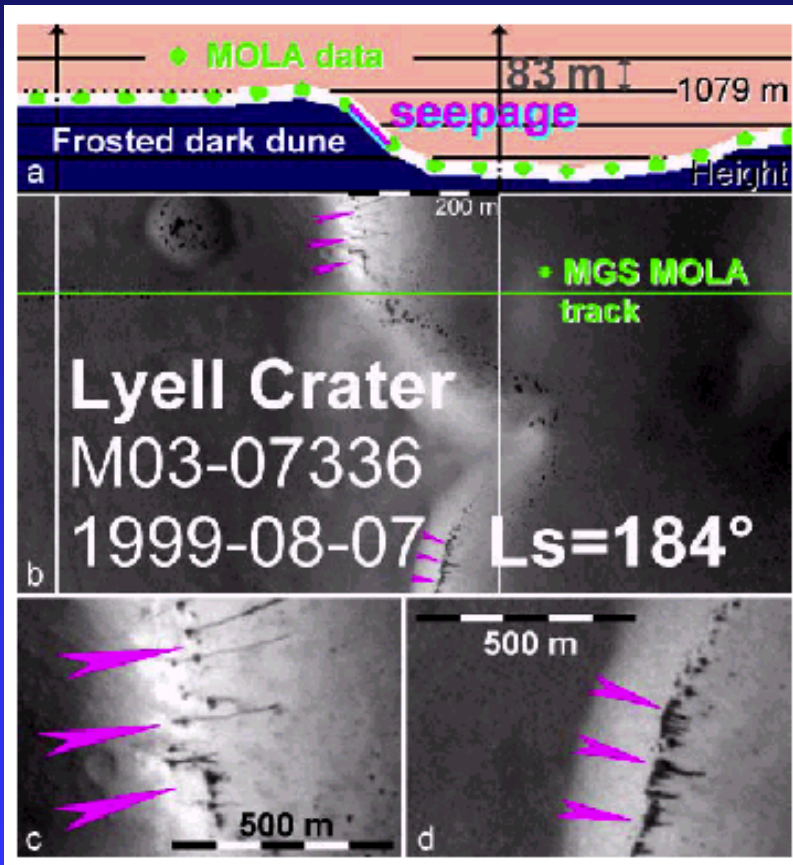 MOLA data
83 m
1079 m
seepage
Frosted dark dune
a
Height
200 m
MGS MOLA
track
Lyell Crater
M03-07336
1999-08-07
Ls=184°
b
500 m
c
500 m
d